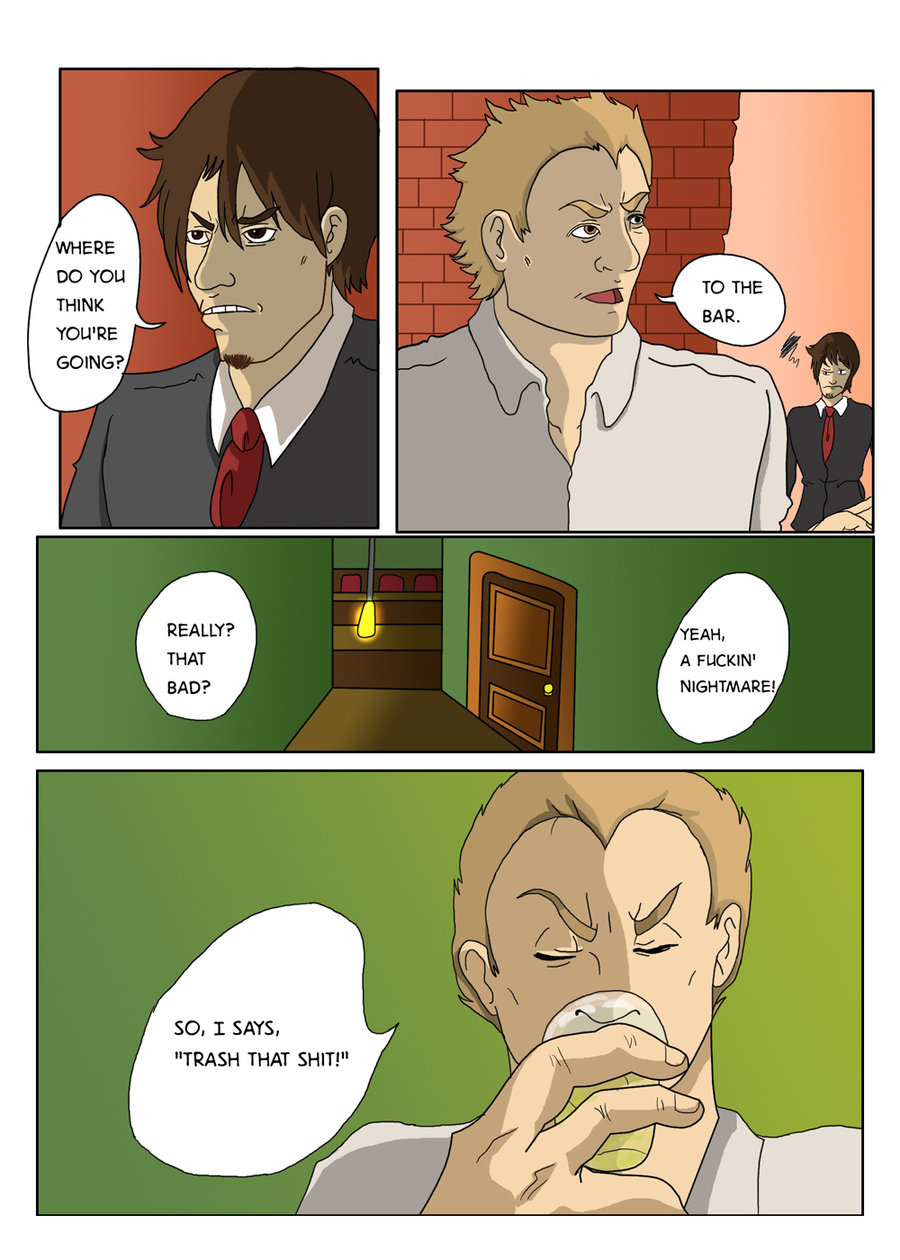 WHERE
DO YOU
THINK
YOU'RE
GOING?
TO THE
BAR.
REALLY?
THAT
BAD?
YEAH,
A FUCKIN'
NIGHTMARE!
SO, I SAYS,
"TRASH THAT SHIT!"